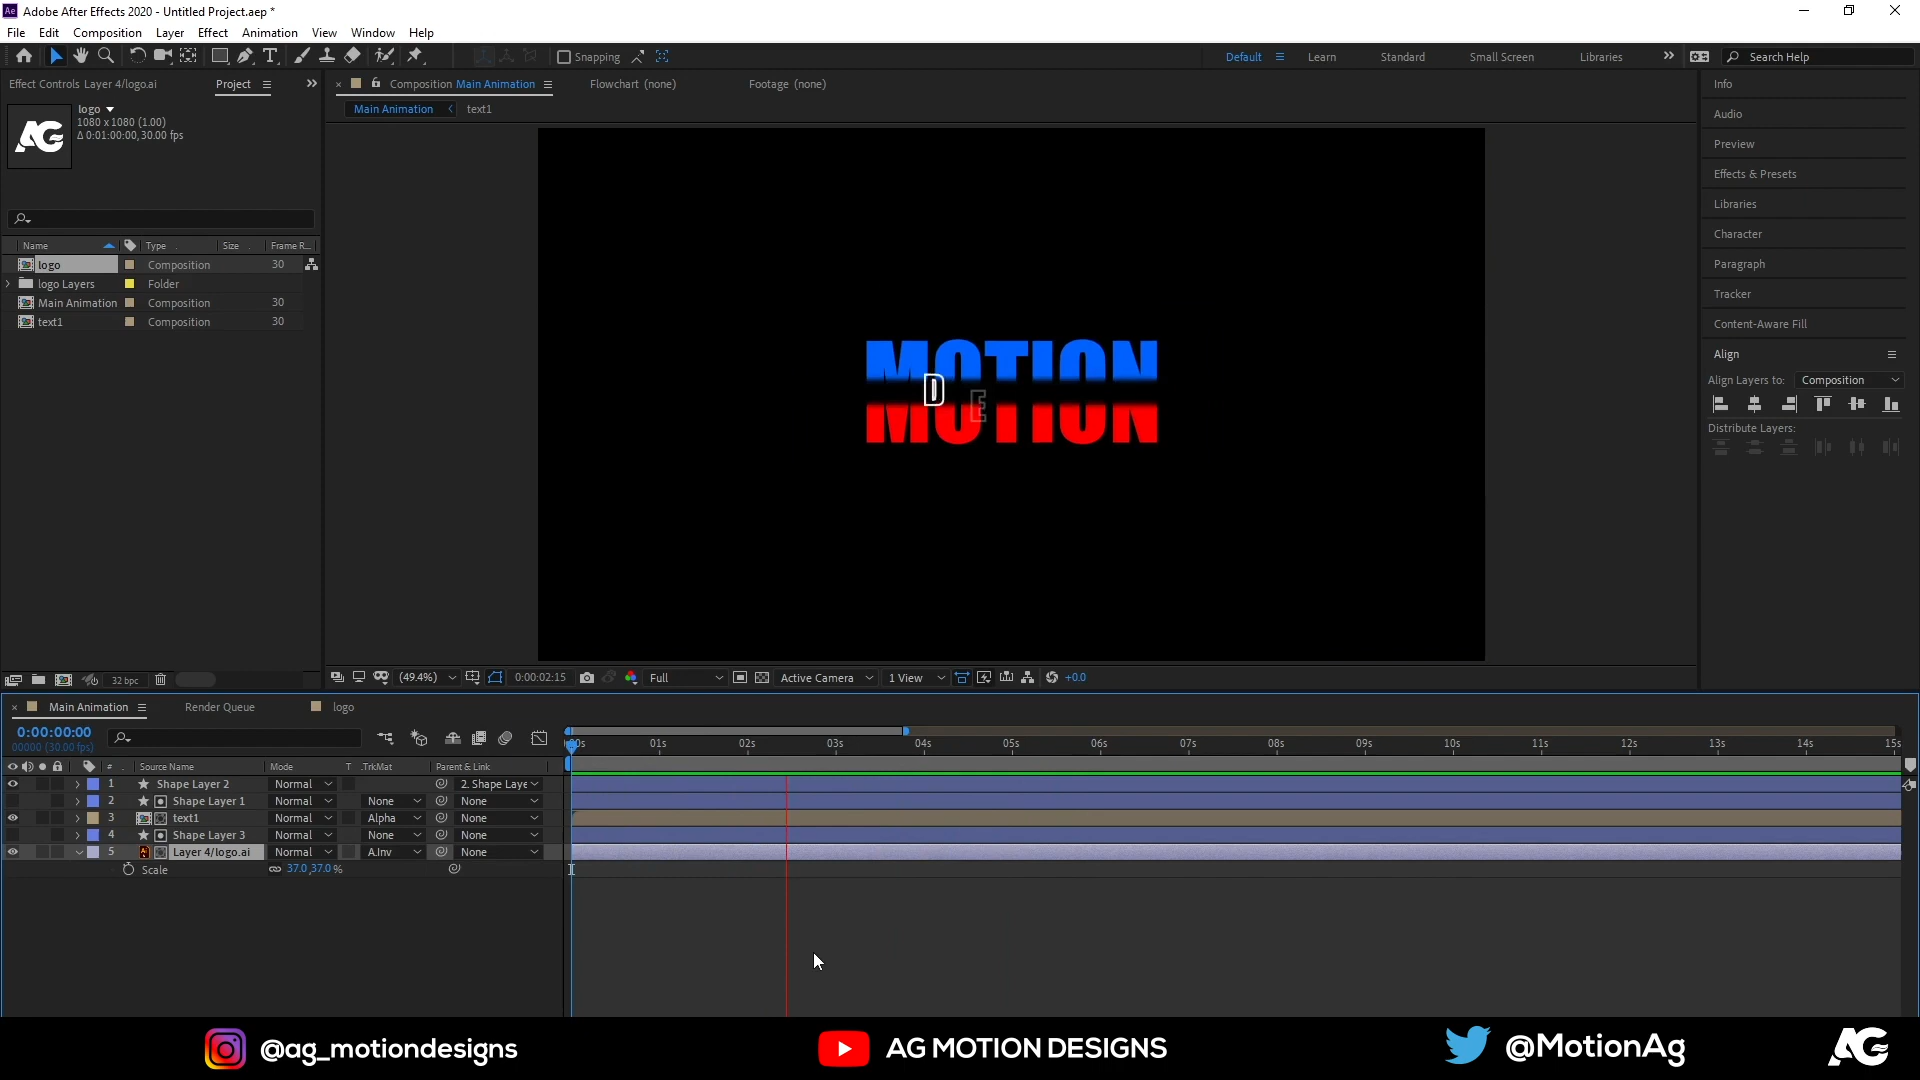 Ae Adobe After Effects 2020 - Untitled Project.aep *
File Edit Composition Layer Effect Animation View Window Help
Snapping
Default Learn Standard Small Screen Libraries Search Help
Effect Controls Layer 4/logo.ai Project
logo
1080 x 1080 (1.00)
Δ 0:01:00:00, 30.00 fps
AG
Name Type Size Frame R...
logo Composition 30
logo Layers Folder
Main Animation Composition 30
text1 Composition 30
32 bpc
Composition Main Animation Flowchart (none) Footage (none)
Main Animation text1
MOTION
D E
MOTION
(49.4%) 0:00:02:15 Full Active Camera 1 View +0.0
Info
Audio
Preview
Effects & Presets
Libraries
Character
Paragraph
Tracker
Content-Aware Fill
Align
Align Layers to: Composition
Distribute Layers:
Main Animation Render Queue logo
0:00:00:00
00000 (30.00 fps)
:00s 01s 02s 03s 04s 05s 06s 07s 08s 09s 10s 11s 12s 13s 14s 15s
# Source Name Mode T .TrkMat Parent & Link
1 Shape Layer 2 Normal 2. Shape Laye
2 Shape Layer 1 Normal None None
3 text1 Normal Alpha None
4 Shape Layer 3 Normal None None
5 Layer 4/logo.ai Normal A.Inv None
Scale 37.0,37.0 %
@ag_motiondesigns AG MOTION DESIGNS @MotionAg AG